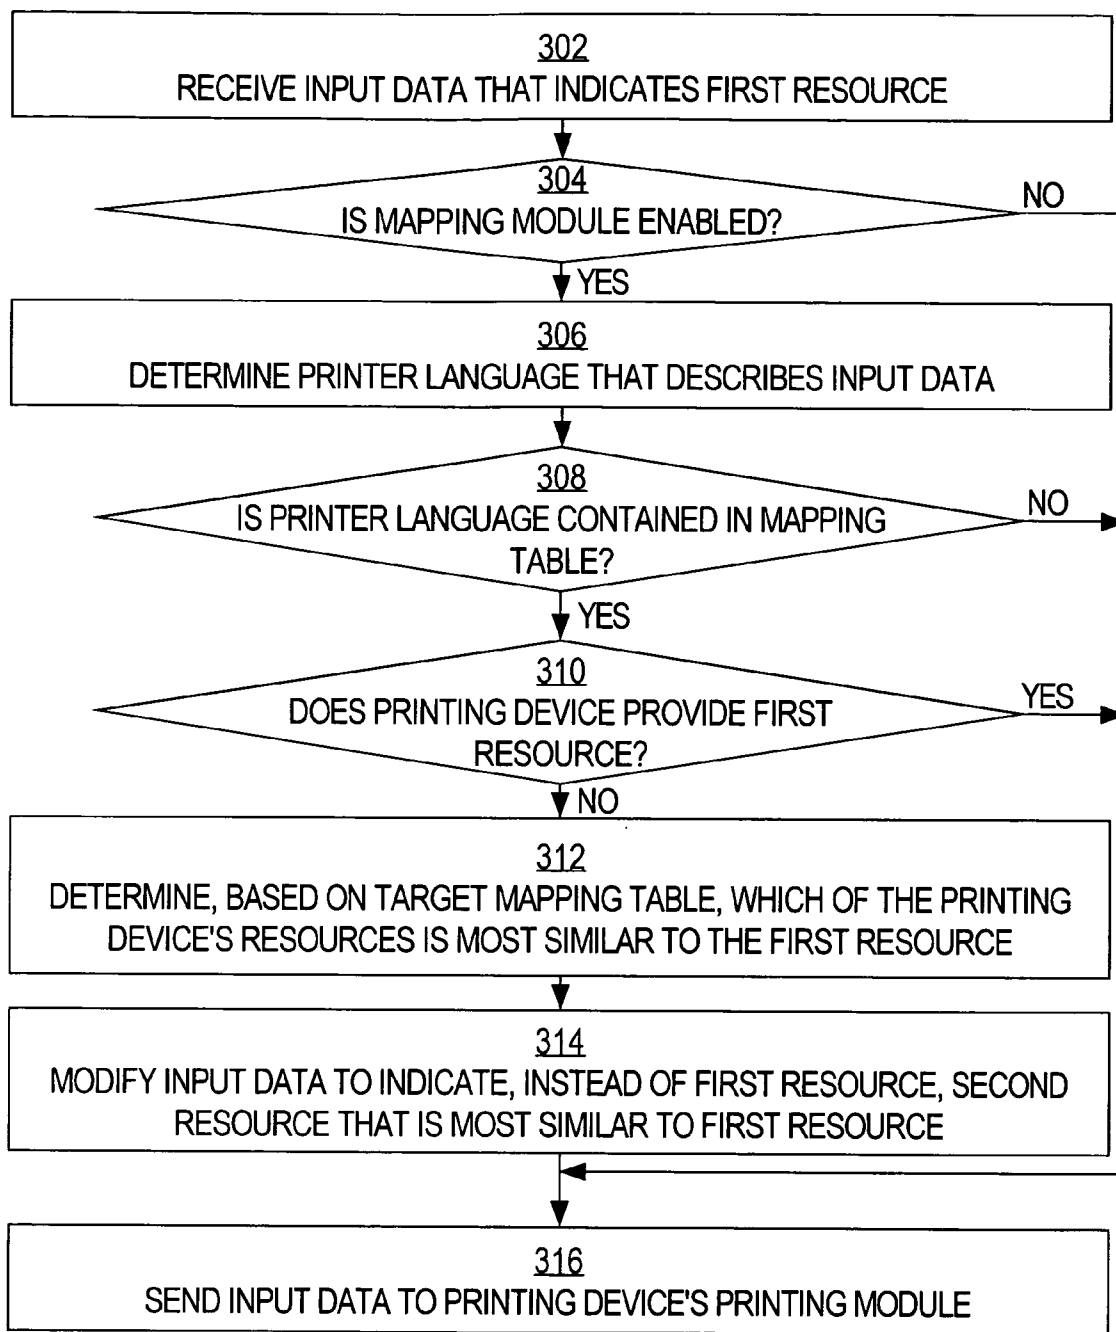 302
RECEIVE INPUT DATA THAT INDICATES FIRST RESOURCE
304
IS MAPPING MODULE ENABLED?
NO
YES
306
DETERMINE PRINTER LANGUAGE THAT DESCRIBES INPUT DATA
308
IS PRINTER LANGUAGE CONTAINED IN MAPPING
TABLE?
NO
YES
310
DOES PRINTING DEVICE PROVIDE FIRST
RESOURCE?
YES
NO
312
DETERMINE, BASED ON TARGET MAPPING TABLE, WHICH OF THE PRINTING
DEVICE'S RESOURCES IS MOST SIMILAR TO THE FIRST RESOURCE
314
MODIFY INPUT DATA TO INDICATE, INSTEAD OF FIRST RESOURCE, SECOND
RESOURCE THAT IS MOST SIMILAR TO FIRST RESOURCE
316
SEND INPUT DATA TO PRINTING DEVICE'S PRINTING MODULE